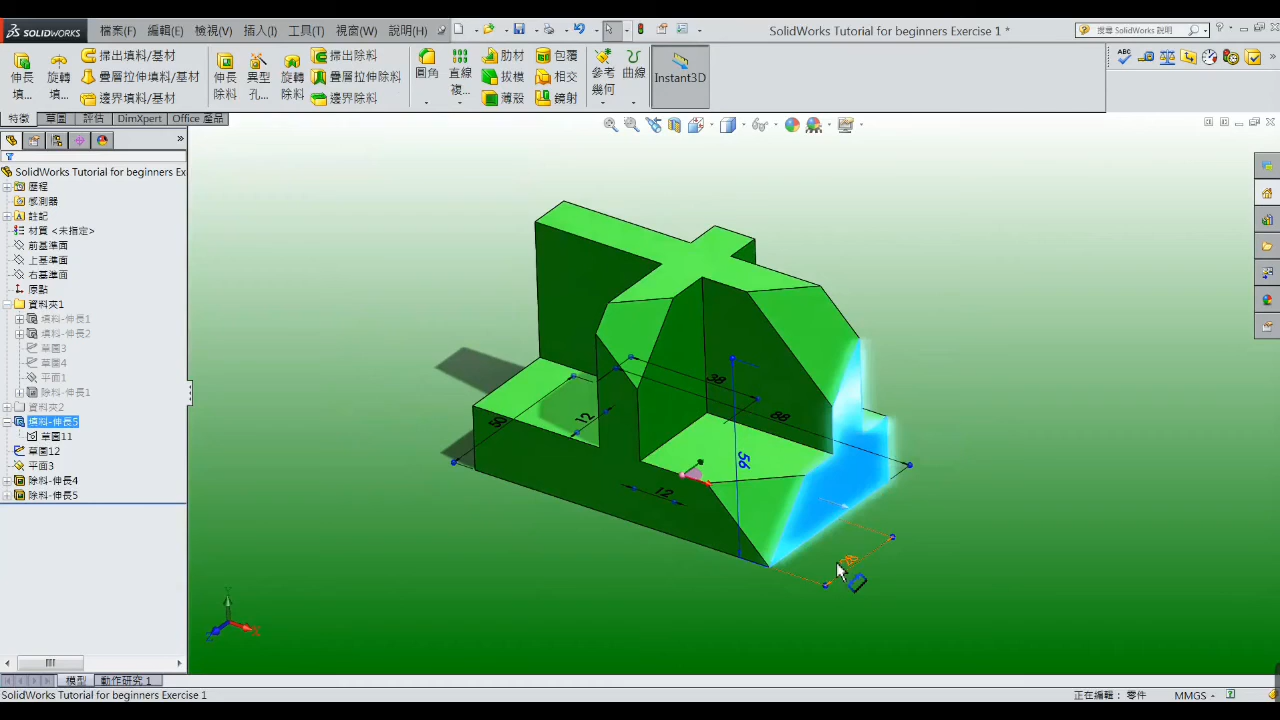 SOLIDWORKS 檔案(F) 編輯(E) 檢視(V) 插入(I) 工具(T) 視窗(W) 說明(H) SolidWorks Tutorial for beginners Exercise 1 * 搜尋 SOLIDWORKS 說明
掃出填料/基材
疊層拉伸填料/基材
邊界填料/基材
伸長填...
旋轉填...
伸長除料
異型孔...
旋轉除料
掃出除料
疊層拉伸除料
邊界除料
圓角
直線複...
肋材
拔模
薄殼
包覆
相交
鏡射
參考幾何
曲線
Instant3D
特徵 草圖 評估 DimXpert Office 產品
SolidWorks Tutorial for beginners Ex
歷程
感測器
註記
材質 <未指定>
前基準面
上基準面
右基準面
原點
資料夾1
填料-伸長1
填料-伸長2
草圖3
草圖4
平面1
除料-伸長1
資料夾2
填料-伸長5
草圖11
草圖12
平面3
除料-伸長4
除料-伸長5
38
88
50
12
56
12
Y
X
Z
模型 動作研究 1
SolidWorks Tutorial for beginners Exercise 1 正在編輯: 零件 MMGS